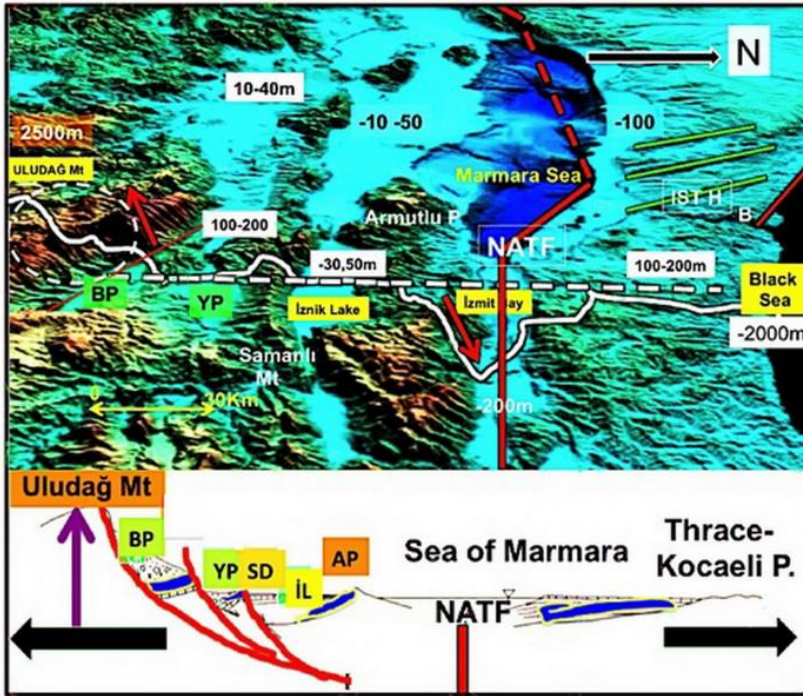 N
10-40m
-10 -50
-100
2500m
ULUDAĞ Mt
Marmara Sea
IST H
B
Armutlu P
100-200
NATF
-30,50m
100-200m
Black
Sea
BP
YP
İznik Lake
İzmit Bay
-2000m
Samanlı
Mt
0
30Km
-200m
Uludağ Mt
BP
YP
SD
İL
AP
Sea of Marmara
Thrace-
Kocaeli P.
NATF